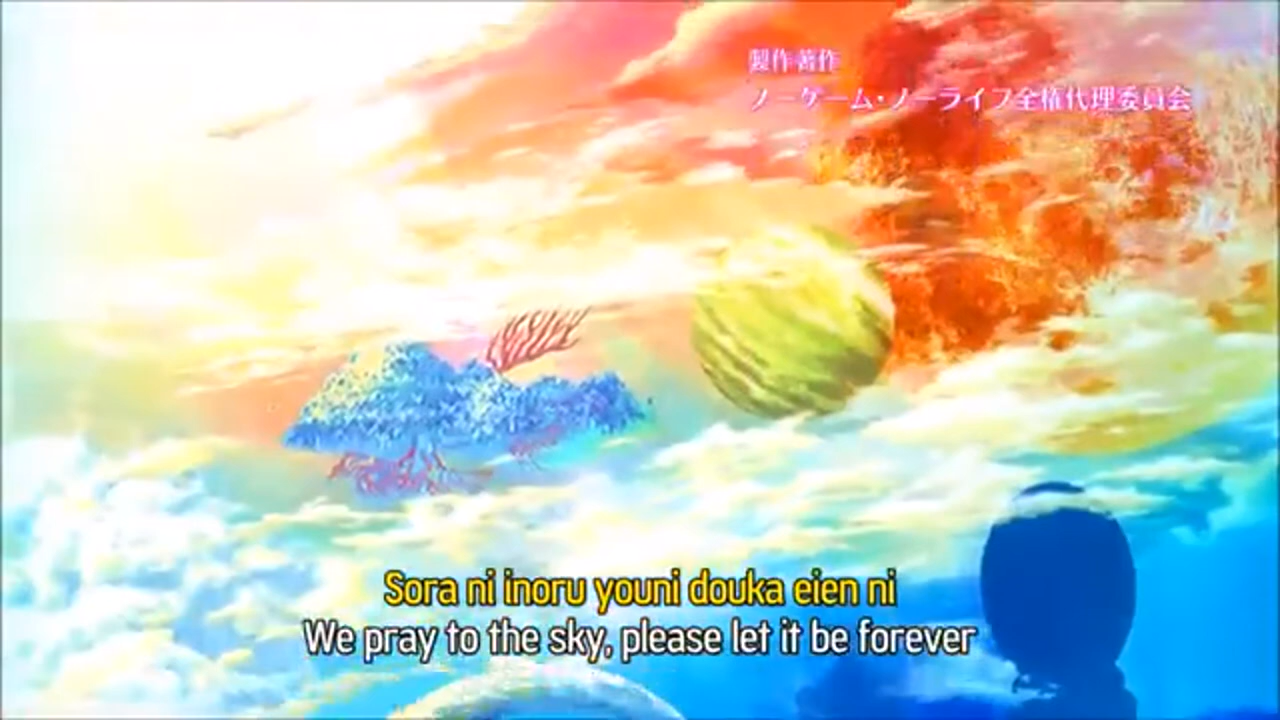 製作著作
ノーゲーム・ノーライフ全権代理委員会
Sora ni inoru youni douka eien ni
We pray to the sky, please let it be forever